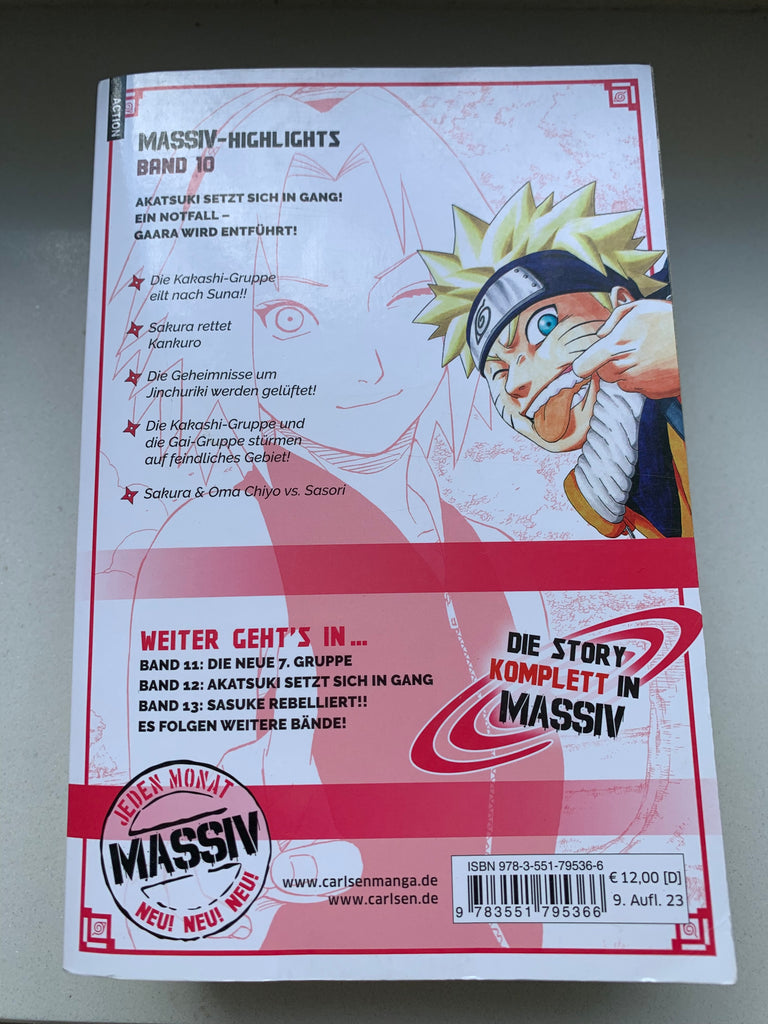 ACTION
MASSIV-HIGHLIGHTS
BAND 10
AKATSUKI SETZT SICH IN GANG!
EIN NOTFALL –
GAARA WIRD ENTFÜHRT!
Die Kakashi-Gruppe
eilt nach Suna!!
Sakura rettet
Kankuro
Die Geheimnisse um
Jinchuriki werden gelüftet!
Die Kakashi-Gruppe und
die Gai-Gruppe stürmen
auf feindliches Gebiet!
Sakura & Oma Chiyo vs. Sasori
WEITER GEHT'S IN ...
BAND 11: DIE NEUE 7. GRUPPE
BAND 12: AKATSUKI SETZT SICH IN GANG
BAND 13: SASUKE REBELLIERT!!
ES FOLGEN WEITERE BÄNDE!
DIE STORY
KOMPLETT IN
MASSIV
JEDEN MONAT
MASSIV
NEU! NEU! NEU!
www.carlsenmanga.de
www.carlsen.de
ISBN 978-3-551-79536-6
€ 12,00 [D]
9. Aufl. 23
9 783551 795366